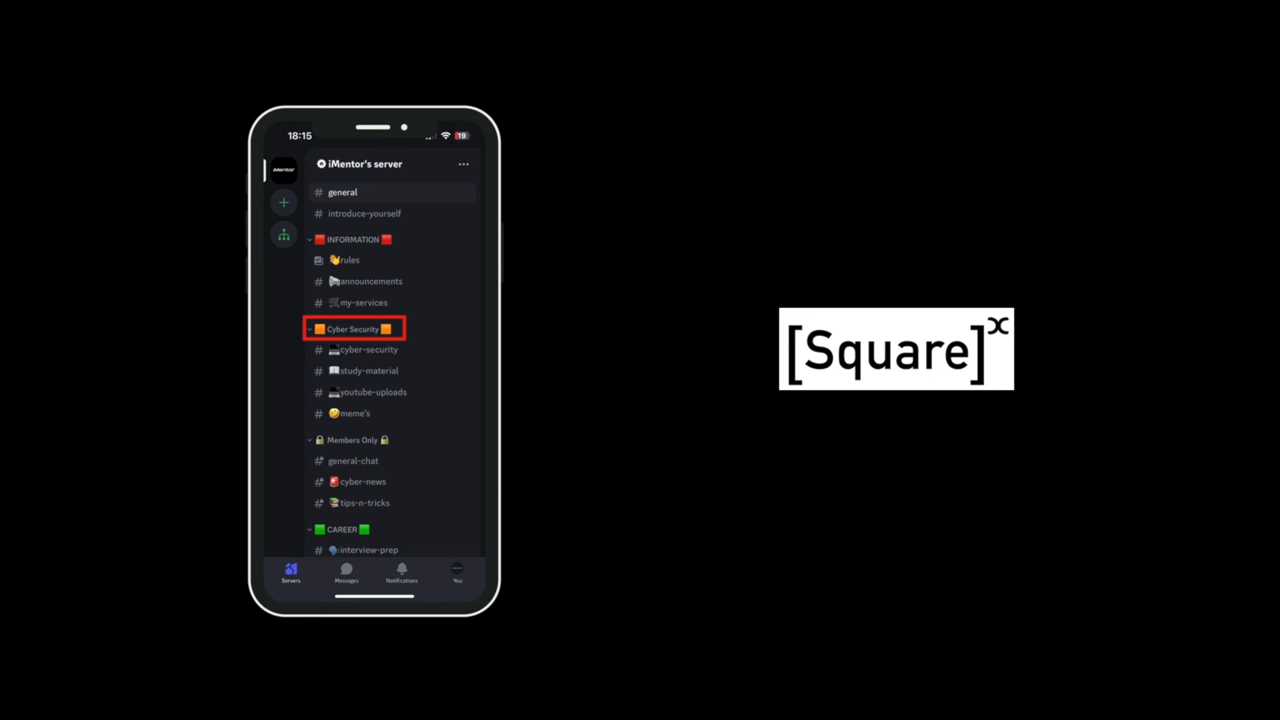 18:15
19
iMentor
iMentor's server
general
introduce-yourself
INFORMATION
rules
announcements
my-services
Cyber Security
cyber-security
study-material
youtube-uploads
meme's
Members Only
general-chat
cyber-news
tips-n-tricks
CAREER
interview-prep
Servers
Messages
Notifications
You
[Square]x